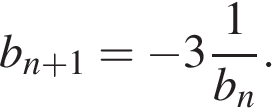 b_{n+1} = -3\frac{1}{b_n}.